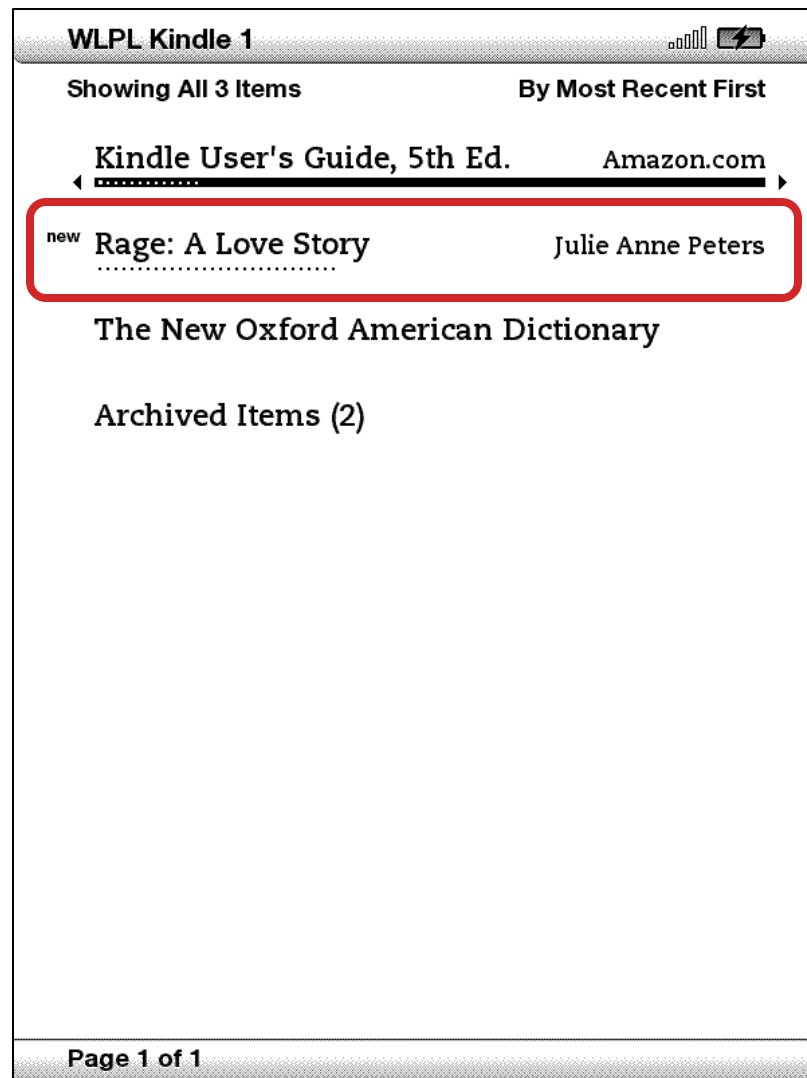 WLPL Kindle 1
Showing All 3 Items By Most Recent First
Kindle User's Guide, 5th Ed. Amazon.com
new Rage: A Love Story Julie Anne Peters
The New Oxford American Dictionary
Archived Items (2)
Page 1 of 1